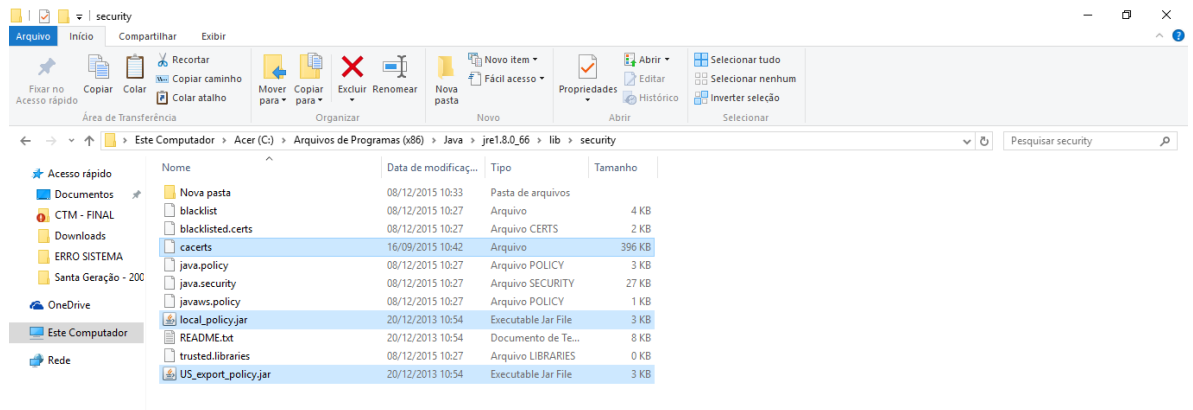 security
Arquivo Início Compartilhar Exibir
Fixar no Acesso rápido
Copiar
Colar
Recortar
Copiar caminho
Colar atalho
Área de Transferência
Mover para
Copiar para
Excluir
Renomear
Organizar
Nova pasta
Novo item
Fácil acesso
Novo
Propriedades
Abrir
Editar
Histórico
Abrir
Selecionar tudo
Selecionar nenhum
Inverter seleção
Selecionar
Este Computador > Acer (C:) > Arquivos de Programas (x86) > Java > jre1.8.0_66 > lib > security
Pesquisar security
Acesso rápido
Documentos
CTM - FINAL
Downloads
ERRO SISTEMA
Santa Geração - 200
OneDrive
Este Computador
Rede
Nome Data de modificaç... Tipo Tamanho
Nova pasta 08/12/2015 10:33 Pasta de arquivos
blacklist 08/12/2015 10:27 Arquivo 4 KB
blacklisted.certs 08/12/2015 10:27 Arquivo CERTS 2 KB
cacerts 16/09/2015 10:42 Arquivo 396 KB
java.policy 08/12/2015 10:27 Arquivo POLICY 3 KB
java.security 08/12/2015 10:27 Arquivo SECURITY 27 KB
javaws.policy 08/12/2015 10:27 Arquivo POLICY 1 KB
local_policy.jar 20/12/2013 10:54 Executable Jar File 3 KB
README.txt 20/12/2013 10:54 Documento de Te... 8 KB
trusted.libraries 08/12/2015 10:27 Arquivo LIBRARIES 0 KB
US_export_policy.jar 20/12/2013 10:54 Executable Jar File 3 KB